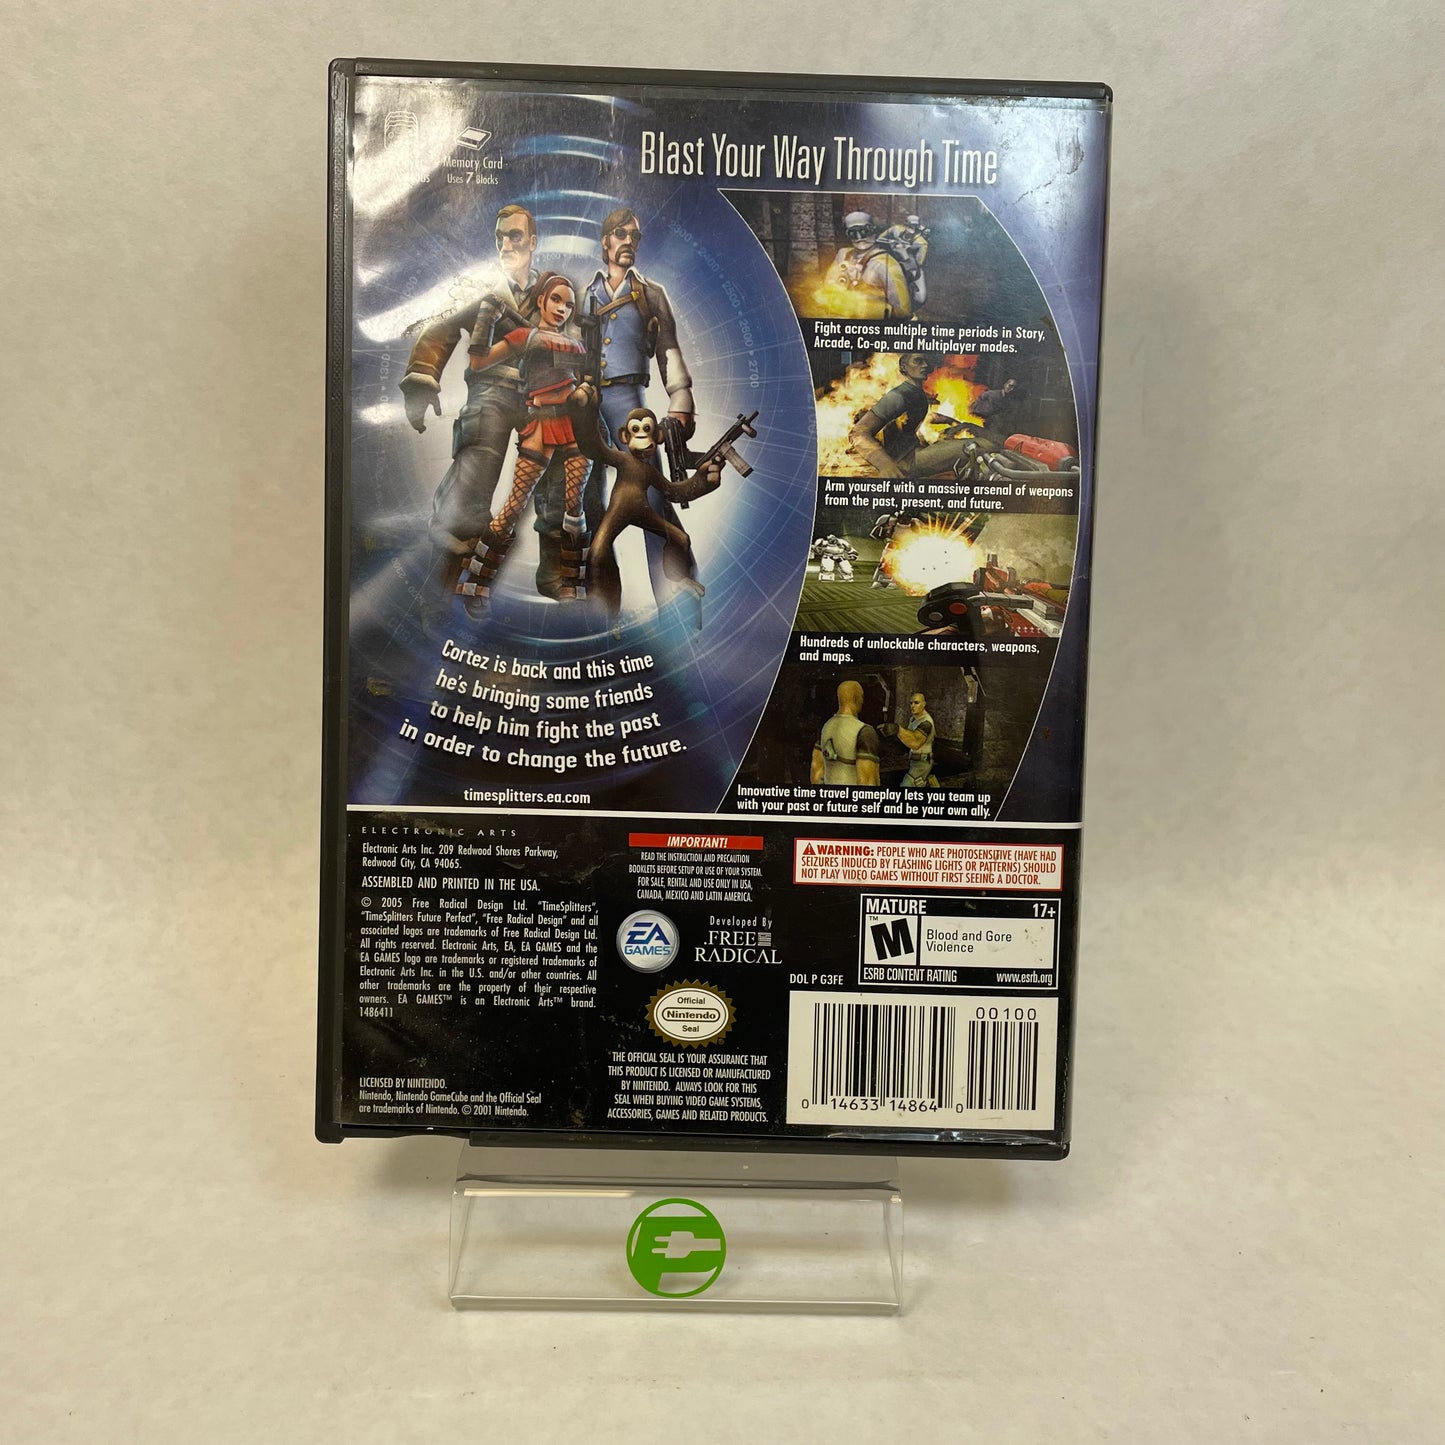 Memory Card
Uses 7 Blocks
Blast Your Way Through Time
Fight across multiple time periods in Story,
Arcade, Co-op, and Multiplayer modes.
Arm yourself with a massive arsenal of weapons
from the past, present, and future.
Hundreds of unlockable characters, weapons,
and maps.
Innovative time travel gameplay lets you team up
with your past or future self and be your own ally.
Cortez is back and this time
he's bringing some friends
to help him fight the past
in order to change the future.
timesplitters.ea.com
ELECTRONIC ARTS
Electronic Arts Inc. 209 Redwood Shores Parkway,
Redwood City, CA 94065.
ASSEMBLED AND PRINTED IN THE USA.
© 2005 Free Radical Design Ltd. "TimeSplitters",
"TimeSplitters Future Perfect", "Free Radical Design" and all
associated logos are trademarks of Free Radical Design Ltd.
All rights reserved. Electronic Arts, EA, EA GAMES and the
EA GAMES logo are trademarks or registered trademarks of
Electronic Arts Inc. in the U.S. and/or other countries. All
other trademarks are the property of their respective
owners. EA GAMES™ is an Electronic Arts™ brand.
1486411
LICENSED BY NINTENDO.
Nintendo, Nintendo GameCube and the Official Seal
are trademarks of Nintendo. © 2001 Nintendo.
IMPORTANT!
READ THE INSTRUCTION AND PRECAUTION
BOOKLETS BEFORE SETUP OR USE OF YOUR SYSTEM.
FOR SALE, RENTAL AND USE ONLY IN USA,
CANADA, MEXICO AND LATIN AMERICA.
EA
GAMES™
Developed By
FREE
RADICAL
Official
Nintendo
Seal
THE OFFICIAL SEAL IS YOUR ASSURANCE THAT
THIS PRODUCT IS LICENSED OR MANUFACTURED
BY NINTENDO. ALWAYS LOOK FOR THIS
SEAL WHEN BUYING VIDEO GAME SYSTEMS,
ACCESSORIES, GAMES AND RELATED PRODUCTS.
WARNING: PEOPLE WHO ARE PHOTOSENSITIVE (HAVE HAD
SEIZURES INDUCED BY FLASHING LIGHTS OR PATTERNS) SHOULD
NOT PLAY VIDEO GAMES WITHOUT FIRST SEEING A DOCTOR.
MATURE 17+
M™
Blood and Gore
Violence
ESRB CONTENT RATING www.esrb.org
DOL P G3FE
00100
0 14633 14864 0